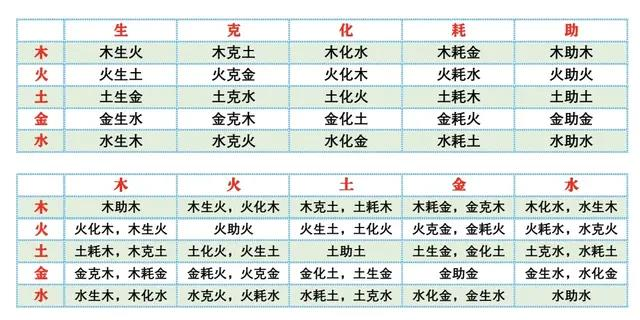 生 克 化 耗 助
木 木生火 木克土 木化水 木耗金 木助木
火 火生土 火克金 火化木 火耗水 火助火
土 土生金 土克水 土化火 土耗木 土助土
金 金生水 金克木 金化土 金耗火 金助金
水 水生木 水克火 水化金 水耗土 水助水
木 火 土 金 水
木 木助木 木生火，火化木 木克土，土耗木 木耗金，金克木 木化水，水生木
火 火化木，木生火 火助火 火生土，土化火 火克金，金耗火 火耗水，水克火
土 土耗木，木克土 土化火，火生土 土助土 土生金，金化土 土克水，水耗土
金 金克木，木耗金 金耗火，火克金 金化土，土生金 金助金 金生水，水化金
水 水生木，木化水 水克火，火耗水 水耗土，土克水 水化金，金生水 水助水